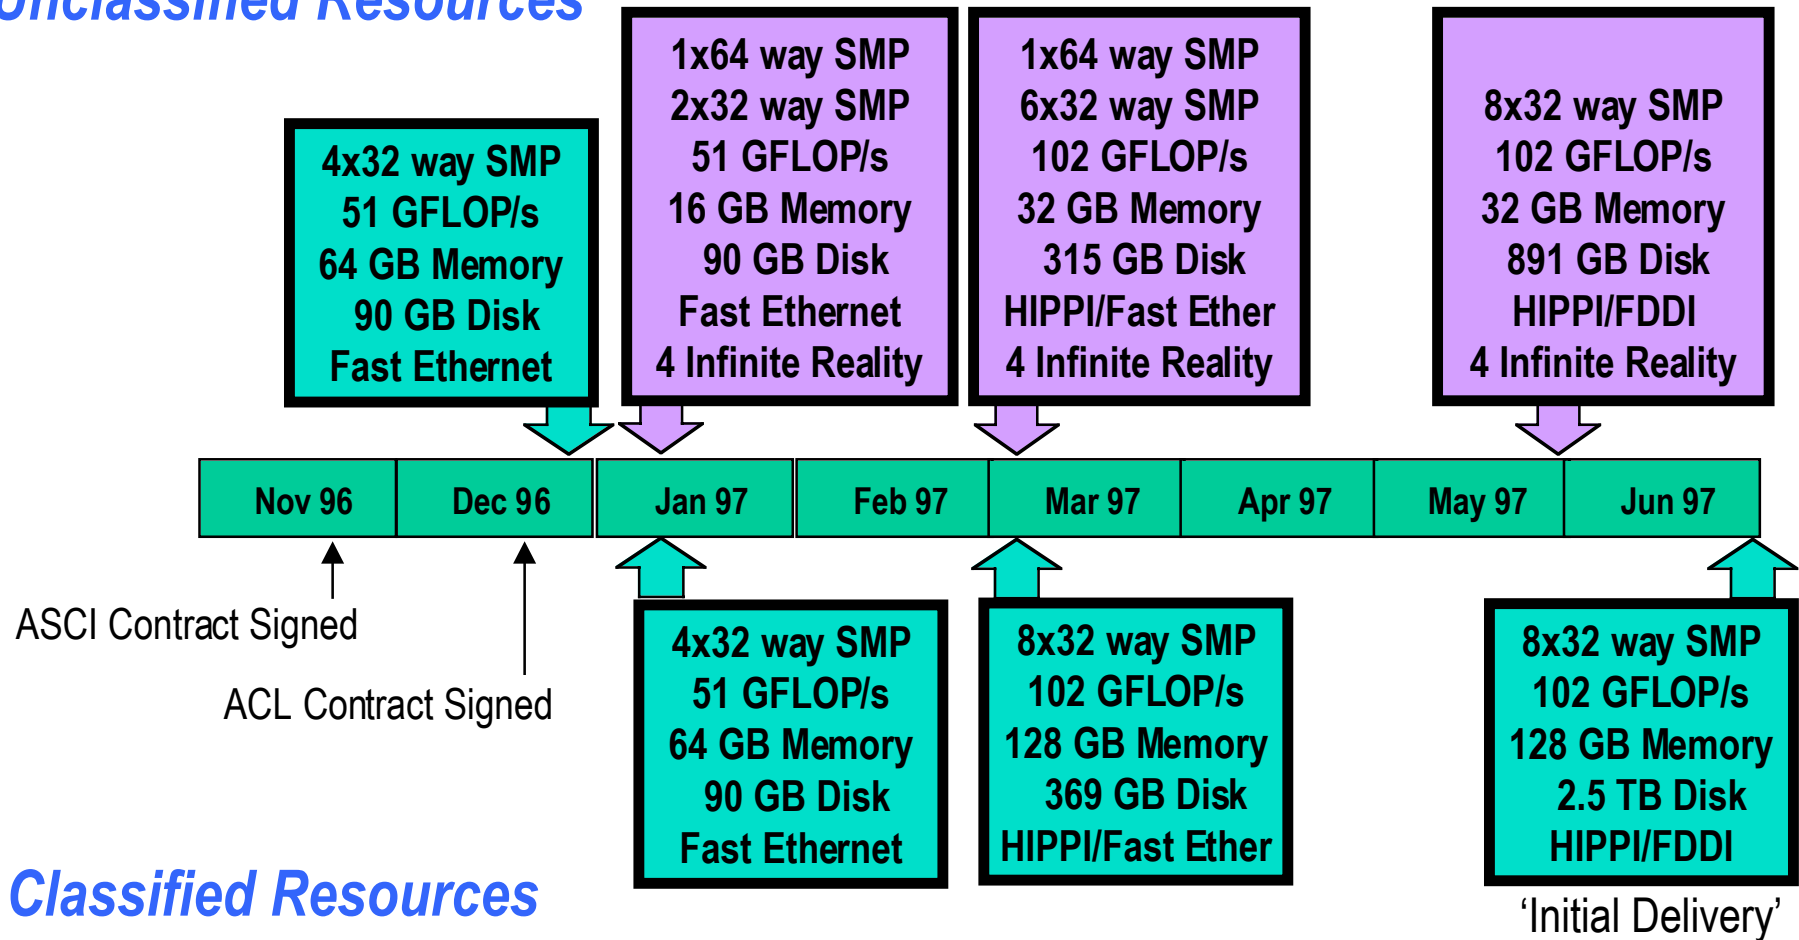 Unclassified Resources
4x32 way SMP
51 GFLOP/s
64 GB Memory
90 GB Disk
Fast Ethernet
1x64 way SMP
2x32 way SMP
51 GFLOP/s
16 GB Memory
90 GB Disk
Fast Ethernet
4 Infinite Reality
1x64 way SMP
6x32 way SMP
102 GFLOP/s
32 GB Memory
315 GB Disk
HIPPI/Fast Ether
4 Infinite Reality
8x32 way SMP
102 GFLOP/s
32 GB Memory
891 GB Disk
HIPPI/FDDI
4 Infinite Reality
Nov 96
Dec 96
Jan 97
Feb 97
Mar 97
Apr 97
May 97
Jun 97
ASCI Contract Signed
ACL Contract Signed
4x32 way SMP
51 GFLOP/s
64 GB Memory
90 GB Disk
Fast Ethernet
8x32 way SMP
102 GFLOP/s
128 GB Memory
369 GB Disk
HIPPI/Fast Ether
8x32 way SMP
102 GFLOP/s
128 GB Memory
2.5 TB Disk
HIPPI/FDDI
‘Initial Delivery’
Classified Resources